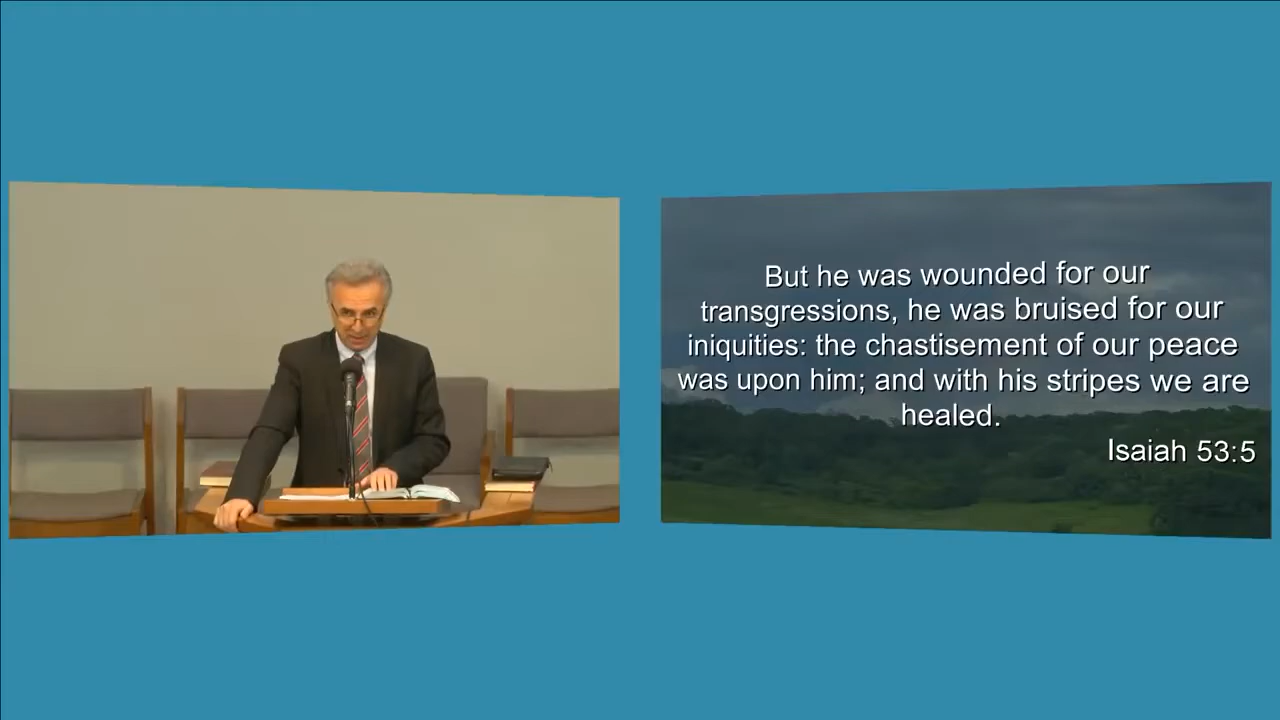 But he was wounded for our
transgressions, he was bruised for our
iniquities: the chastisement of our peace
was upon him; and with his stripes we are
healed.
Isaiah 53:5